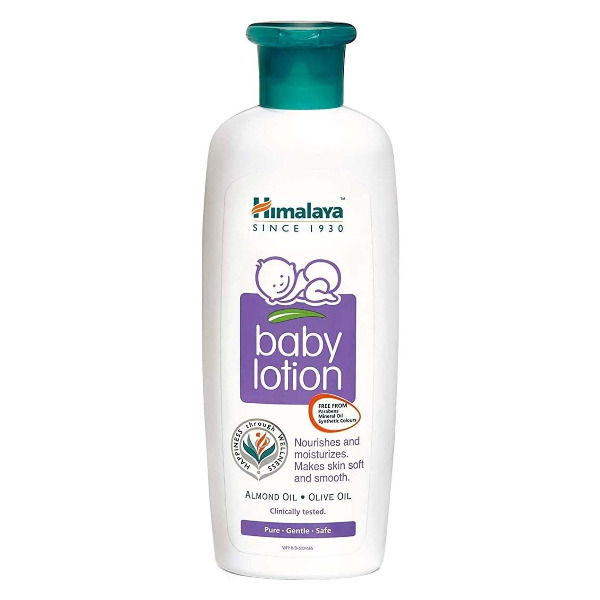 Himalaya™
SINCE 1930
baby
lotion
FREE FROM
Parabens
Mineral Oil
Synthetic Colours
HAPPINESS through WELLNESS
Nourishes and
moisturizes.
Makes skin soft
and smooth.
ALMOND OIL • OLIVE OIL
Clinically tested.
Pure • Gentle • Safe